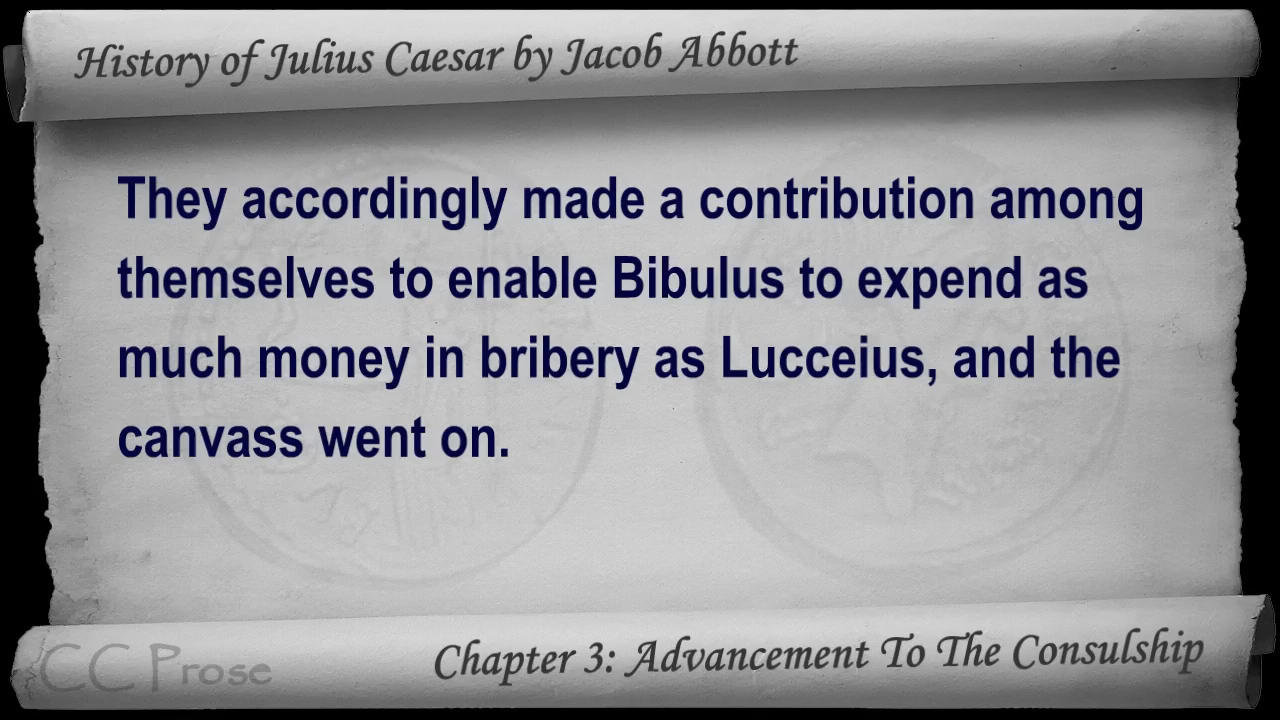 History of Julius Caesar by Jacob Abbott
They accordingly made a contribution among
themselves to enable Bibulus to expend as
much money in bribery as Lucceius, and the
canvass went on.
CC Prose
Chapter 3: Advancement To The Consulship